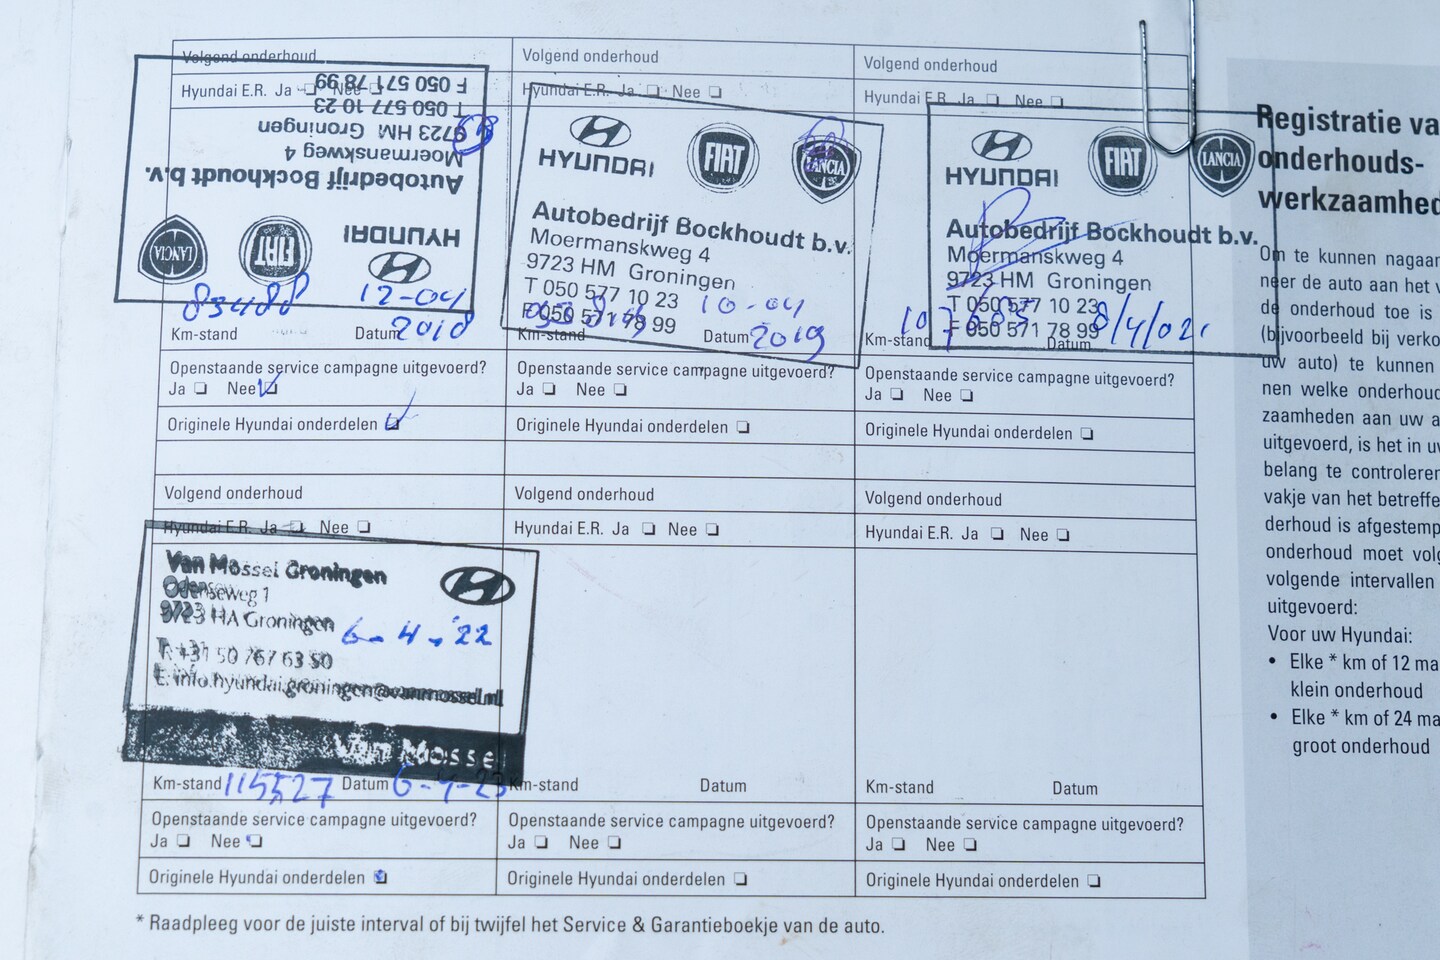 Volgend onderhoud
Hyundai E.R. Ja Nee
Autobedrijf Bockhoudt b.v.
Moermanskweg 4
9723 HM Groningen
T 050 577 10 23
F 050 571 78 99
HYUNDAI
FIAT
LANCIA
83488
12-04
2018
Km-stand
Datum
Openstaande service campagne uitgevoerd?
Ja Nee
Originele Hyundai onderdelen
Volgend onderhoud
Hyundai E.R. Ja Nee
HYUNDAI
FIAT
LANCIA
Autobedrijf Bockhoudt b.v.
Moermanskweg 4
9723 HM Groningen
T 050 577 10 23
F 050 571 78 99
10-04
2019
Km-stand
Datum
Openstaande service campagne uitgevoerd?
Ja Nee
Originele Hyundai onderdelen
Volgend onderhoud
Hyundai E.R. Ja Nee
HYUNDAI
FIAT
LANCIA
Autobedrijf Bockhoudt b.v.
Moermanskweg 4
9723 HM Groningen
T 050 577 10 23
F 050 571 78 99
Km-stand
Datum
Openstaande service campagne uitgevoerd?
Ja Nee
Originele Hyundai onderdelen
Volgend onderhoud
Hyundai E.R. Ja Nee
Van Mossel Groningen
Odenseweg 1
9723 HA Groningen
6-4-'22
T: +31 50 767 63 50
E: info.hyundai.groningen@vanmossel.nl
Van Mossel
Km-stand 115527 Datum 6-4-23
Openstaande service campagne uitgevoerd?
Ja Nee
Originele Hyundai onderdelen
Volgend onderhoud
Hyundai E.R. Ja Nee
Km-stand Datum
Openstaande service campagne uitgevoerd?
Ja Nee
Originele Hyundai onderdelen
Volgend onderhoud
Hyundai E.R. Ja Nee
Km-stand Datum
Openstaande service campagne uitgevoerd?
Ja Nee
Originele Hyundai onderdelen
* Raadpleeg voor de juiste interval of bij twijfel het Service & Garantieboekje van de auto.
Registratie va
onderhouds-
werkzaamhed
Om te kunnen nagaan
neer de auto aan het v
de onderhoud toe is
(bijvoorbeeld bij verko
uw auto) te kunnen
nen welke onderhoud
zaamheden aan uw a
uitgevoerd, is het in uw
belang te controleren
vakje van het betreffe
derhoud is afgestemp
onderhoud moet volg
volgende intervallen
uitgevoerd:
Voor uw Hyundai:
• Elke * km of 12 ma
klein onderhoud
• Elke * km of 24 ma
groot onderhoud